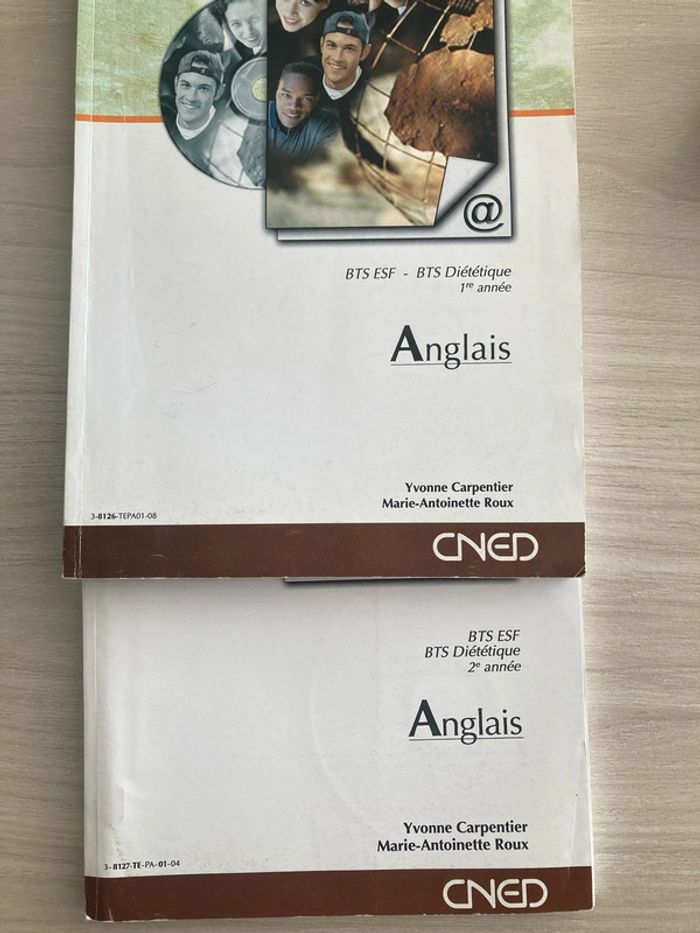 @
BTS ESF - BTS Diététique
1re année
Anglais
Yvonne Carpentier
Marie-Antoinette Roux
3-8126-TEPA01-08
CNED
BTS ESF
BTS Diététique
2e année
Anglais
Yvonne Carpentier
Marie-Antoinette Roux
3-8127-TE-PA-01-04
CNED